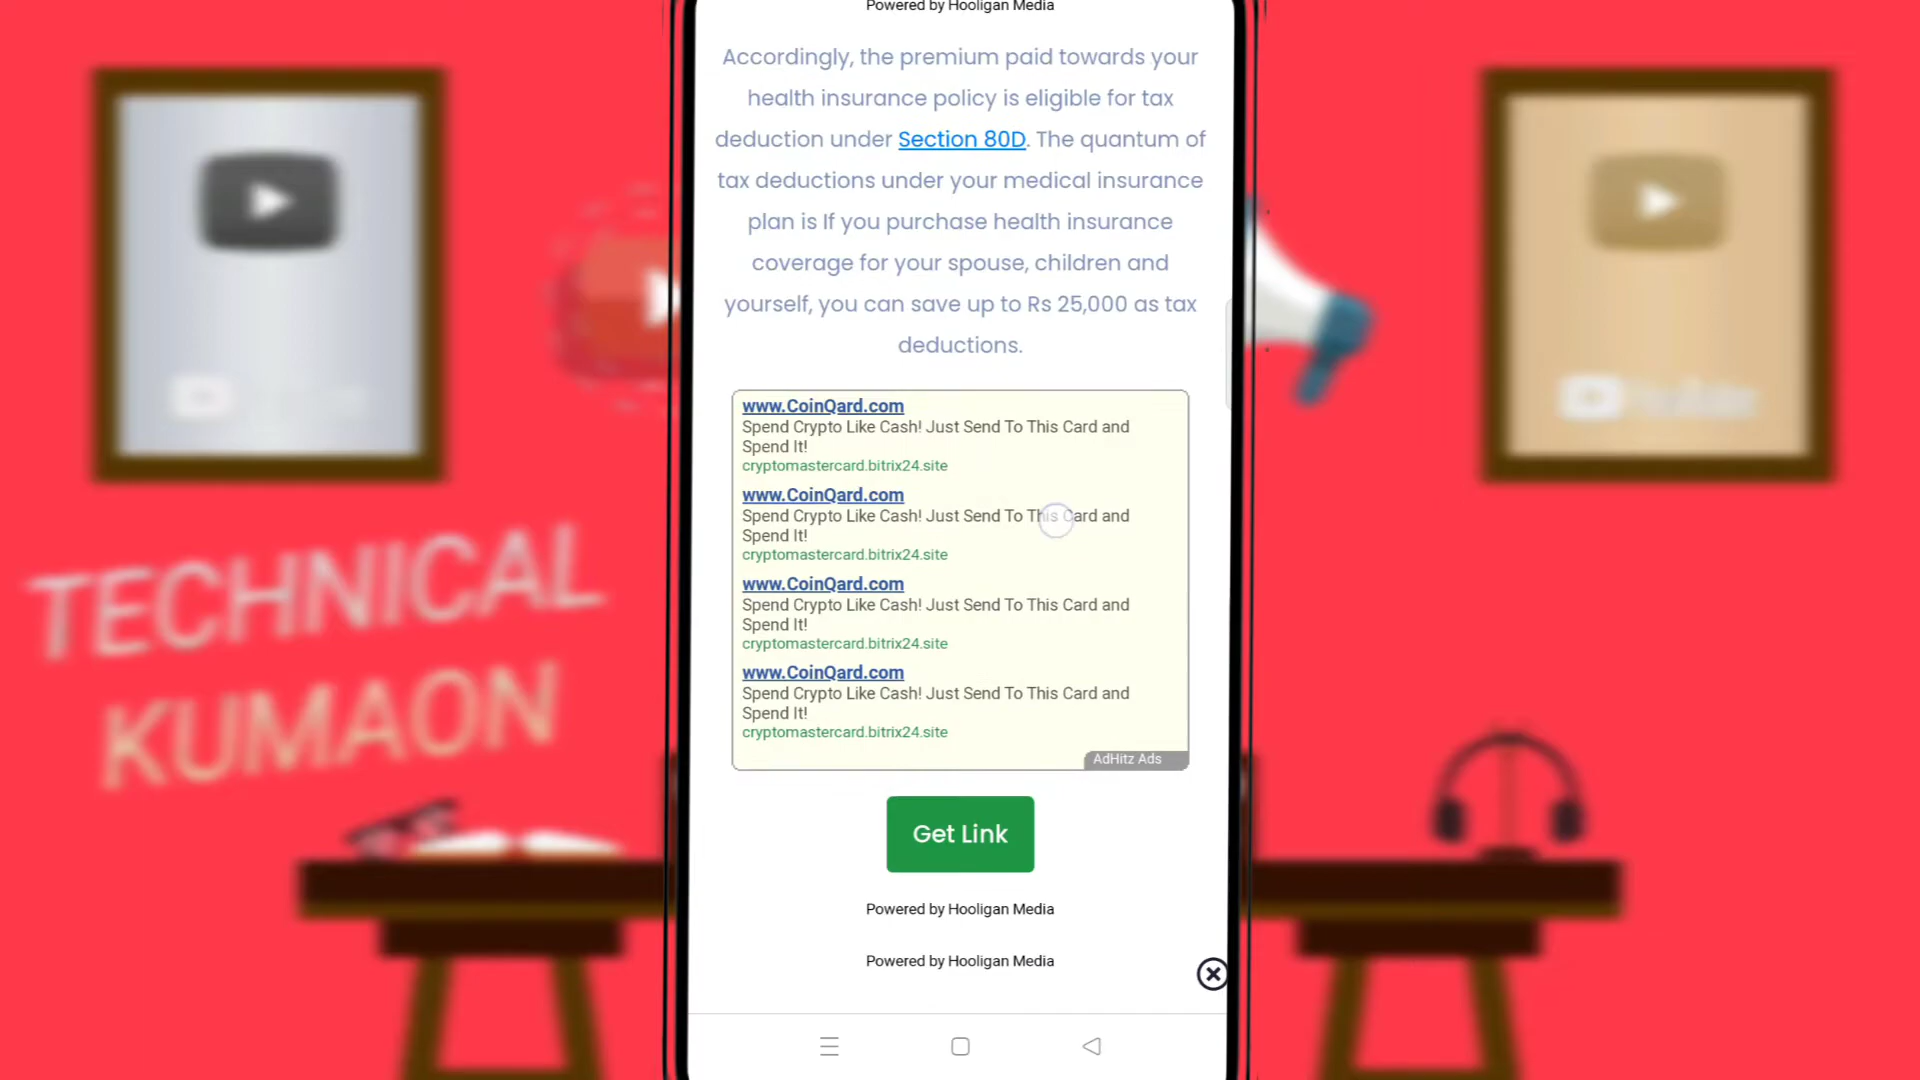 Powered by Hooligan Media
Accordingly, the premium paid towards your
health insurance policy is eligible for tax
deduction under Section 80D. The quantum of
tax deductions under your medical insurance
plan is If you purchase health insurance
coverage for your spouse, children and
yourself, you can save up to Rs 25,000 as tax
deductions.
www.CoinQard.com
Spend Crypto Like Cash! Just Send To This Card and
Spend It!
cryptomastercard.bitrix24.site
www.CoinQard.com
Spend Crypto Like Cash! Just Send To This Card and
Spend It!
cryptomastercard.bitrix24.site
www.CoinQard.com
Spend Crypto Like Cash! Just Send To This Card and
Spend It!
cryptomastercard.bitrix24.site
www.CoinQard.com
Spend Crypto Like Cash! Just Send To This Card and
Spend It!
cryptomastercard.bitrix24.site
AdHitz Ads
Get Link
Powered by Hooligan Media
Powered by Hooligan Media
TECHNICAL
KUMAON